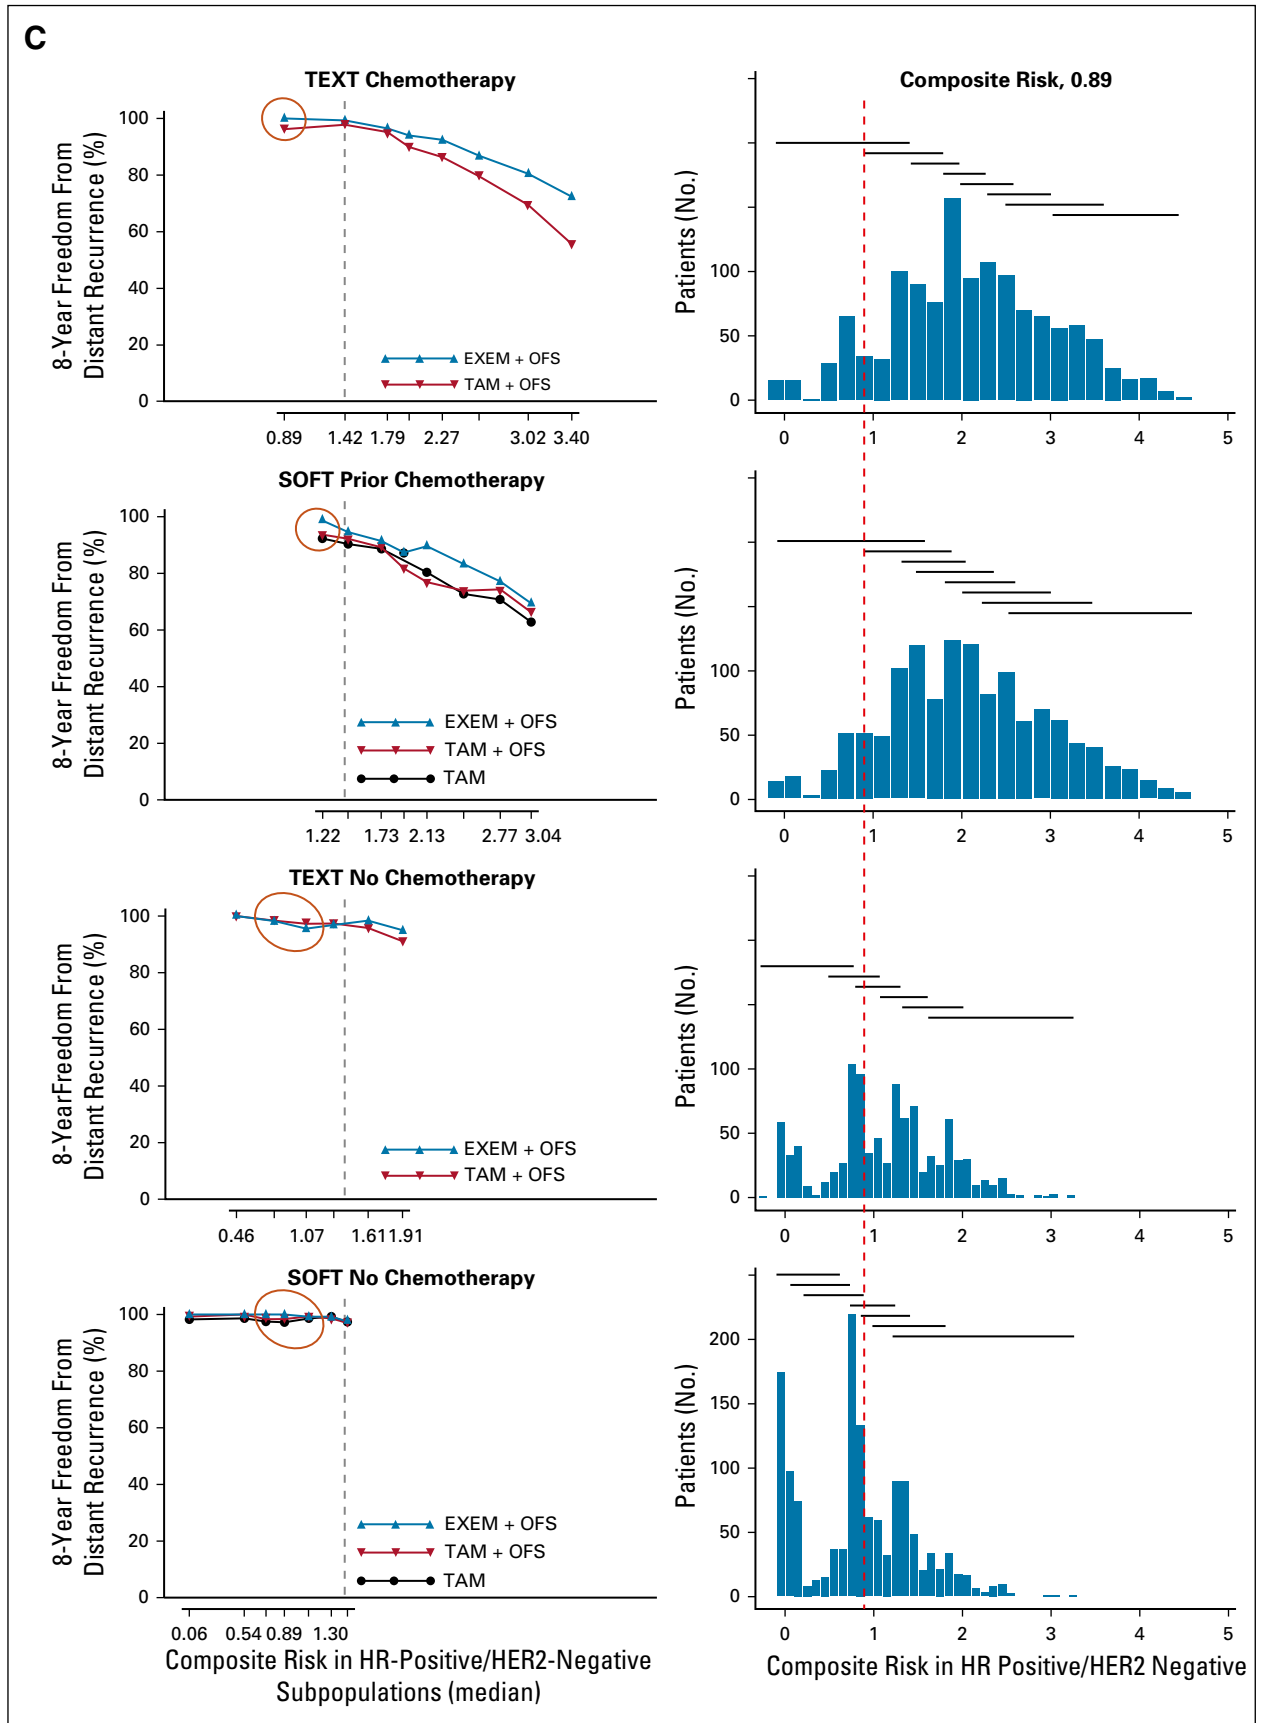 C
TEXT Chemotherapy
8-Year Freedom From
Distant Recurrence (%)
100
80
60
40
20
0
EXEM + OFS
TAM + OFS
0.89 1.42 1.79 2.27 3.02 3.40
Composite Risk, 0.89
Patients (No.)
100
50
0
0 1 2 3 4 5
SOFT Prior Chemotherapy
8-Year Freedom From
Distant Recurrence (%)
100
80
60
40
20
0
EXEM + OFS
TAM + OFS
TAM
1.22 1.73 2.13 2.77 3.04
Patients (No.)
100
50
0
0 1 2 3 4 5
TEXT No Chemotherapy
8-YearFreedom From
Distant Recurrence (%)
100
80
60
40
20
0
EXEM + OFS
TAM + OFS
0.46 1.07 1.611.91
Patients (No.)
100
50
0
0 1 2 3 4 5
SOFT No Chemotherapy
8-Year Freedom From
Distant Recurrence (%)
100
80
60
40
20
0
EXEM + OFS
TAM + OFS
TAM
0.06 0.54 0.89 1.30
Composite Risk in HR-Positive/HER2-Negative
Subpopulations (median)
Patients (No.)
200
150
100
50
0
0 1 2 3 4 5
Composite Risk in HR Positive/HER2 Negative